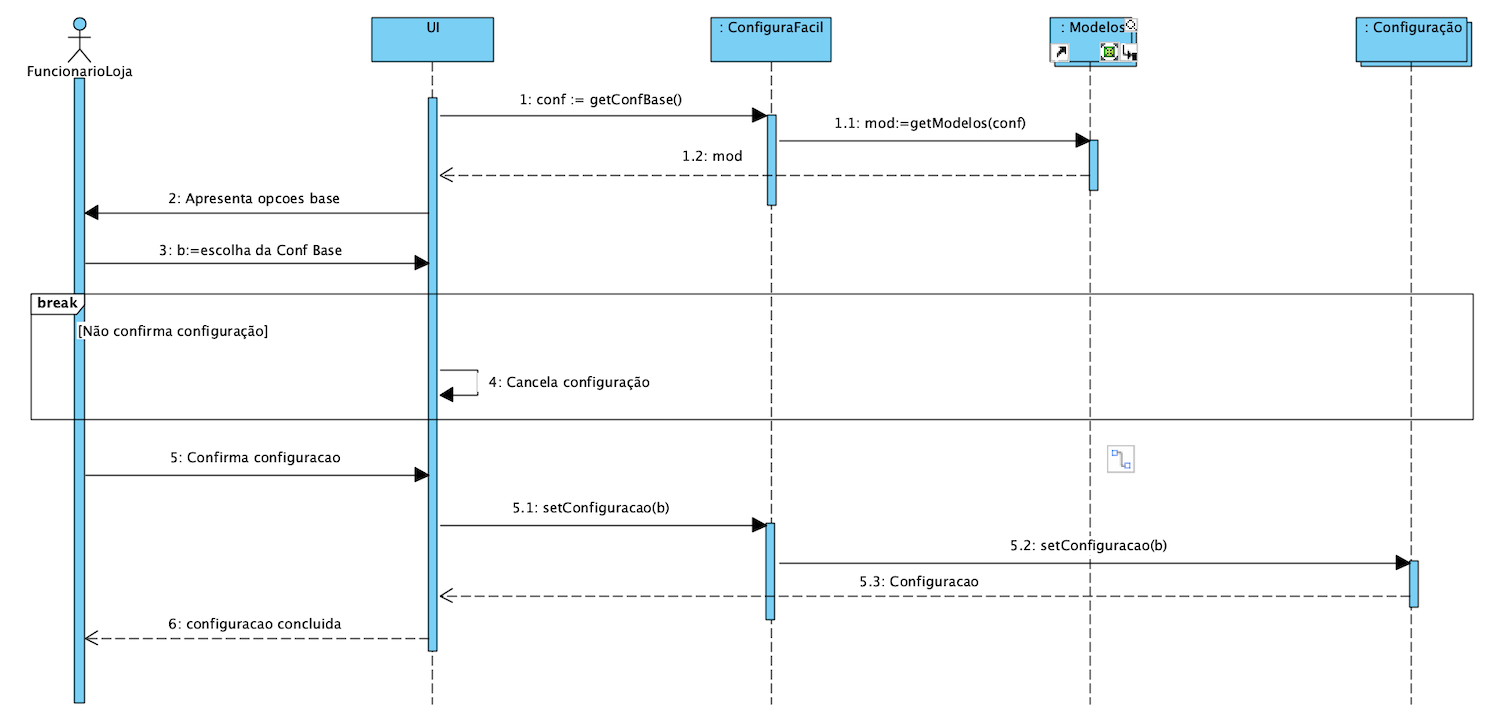 FuncionarioLoja
UI
: ConfiguraFacil
: Modelos
: Configuração
1: conf := getConfBase()
1.1: mod:=getModelos(conf)
1.2: mod
2: Apresenta opcoes base
3: b:=escolha da Conf Base
break
[Não confirma configuração]
4: Cancela configuração
5: Confirma configuracao
5.1: setConfiguracao(b)
5.2: setConfiguracao(b)
5.3: Configuracao
6: configuracao concluida